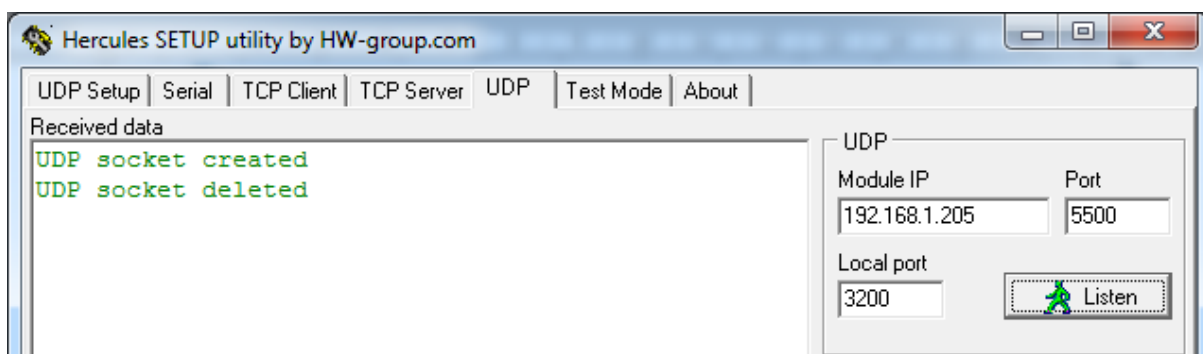 Hercules SETUP utility by HW-group.com
UDP Setup Serial TCP Client TCP Server UDP Test Mode About
Received data
UDP socket created
UDP socket deleted
UDP
Module IP Port
192.168.1.205 5500
Local port
3200 Listen